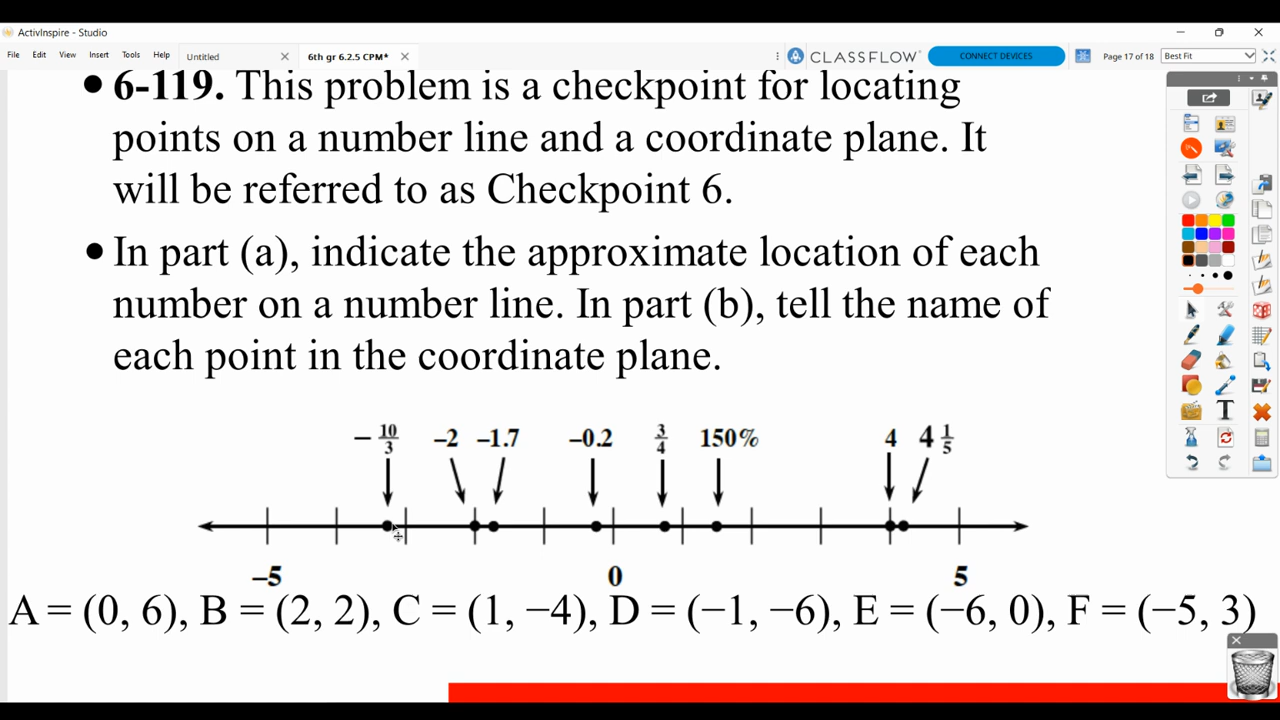 ActivInspire - Studio
File Edit View Insert Tools Help Untitled 6th gr 6.2.5 CPM* CLASSFLOW CONNECT DEVICES Page 17 of 18 Best Fit
• 6-119. This problem is a checkpoint for locating
points on a number line and a coordinate plane. It
will be referred to as Checkpoint 6.
• In part (a), indicate the approximate location of each
number on a number line. In part (b), tell the name of
each point in the coordinate plane.
−10/3 −2 −1.7 −0.2 3/4 150% 4 4 1/5
−5 0 5
A = (0, 6), B = (2, 2), C = (1, −4), D = (−1, −6), E = (−6, 0), F = (−5, 3)